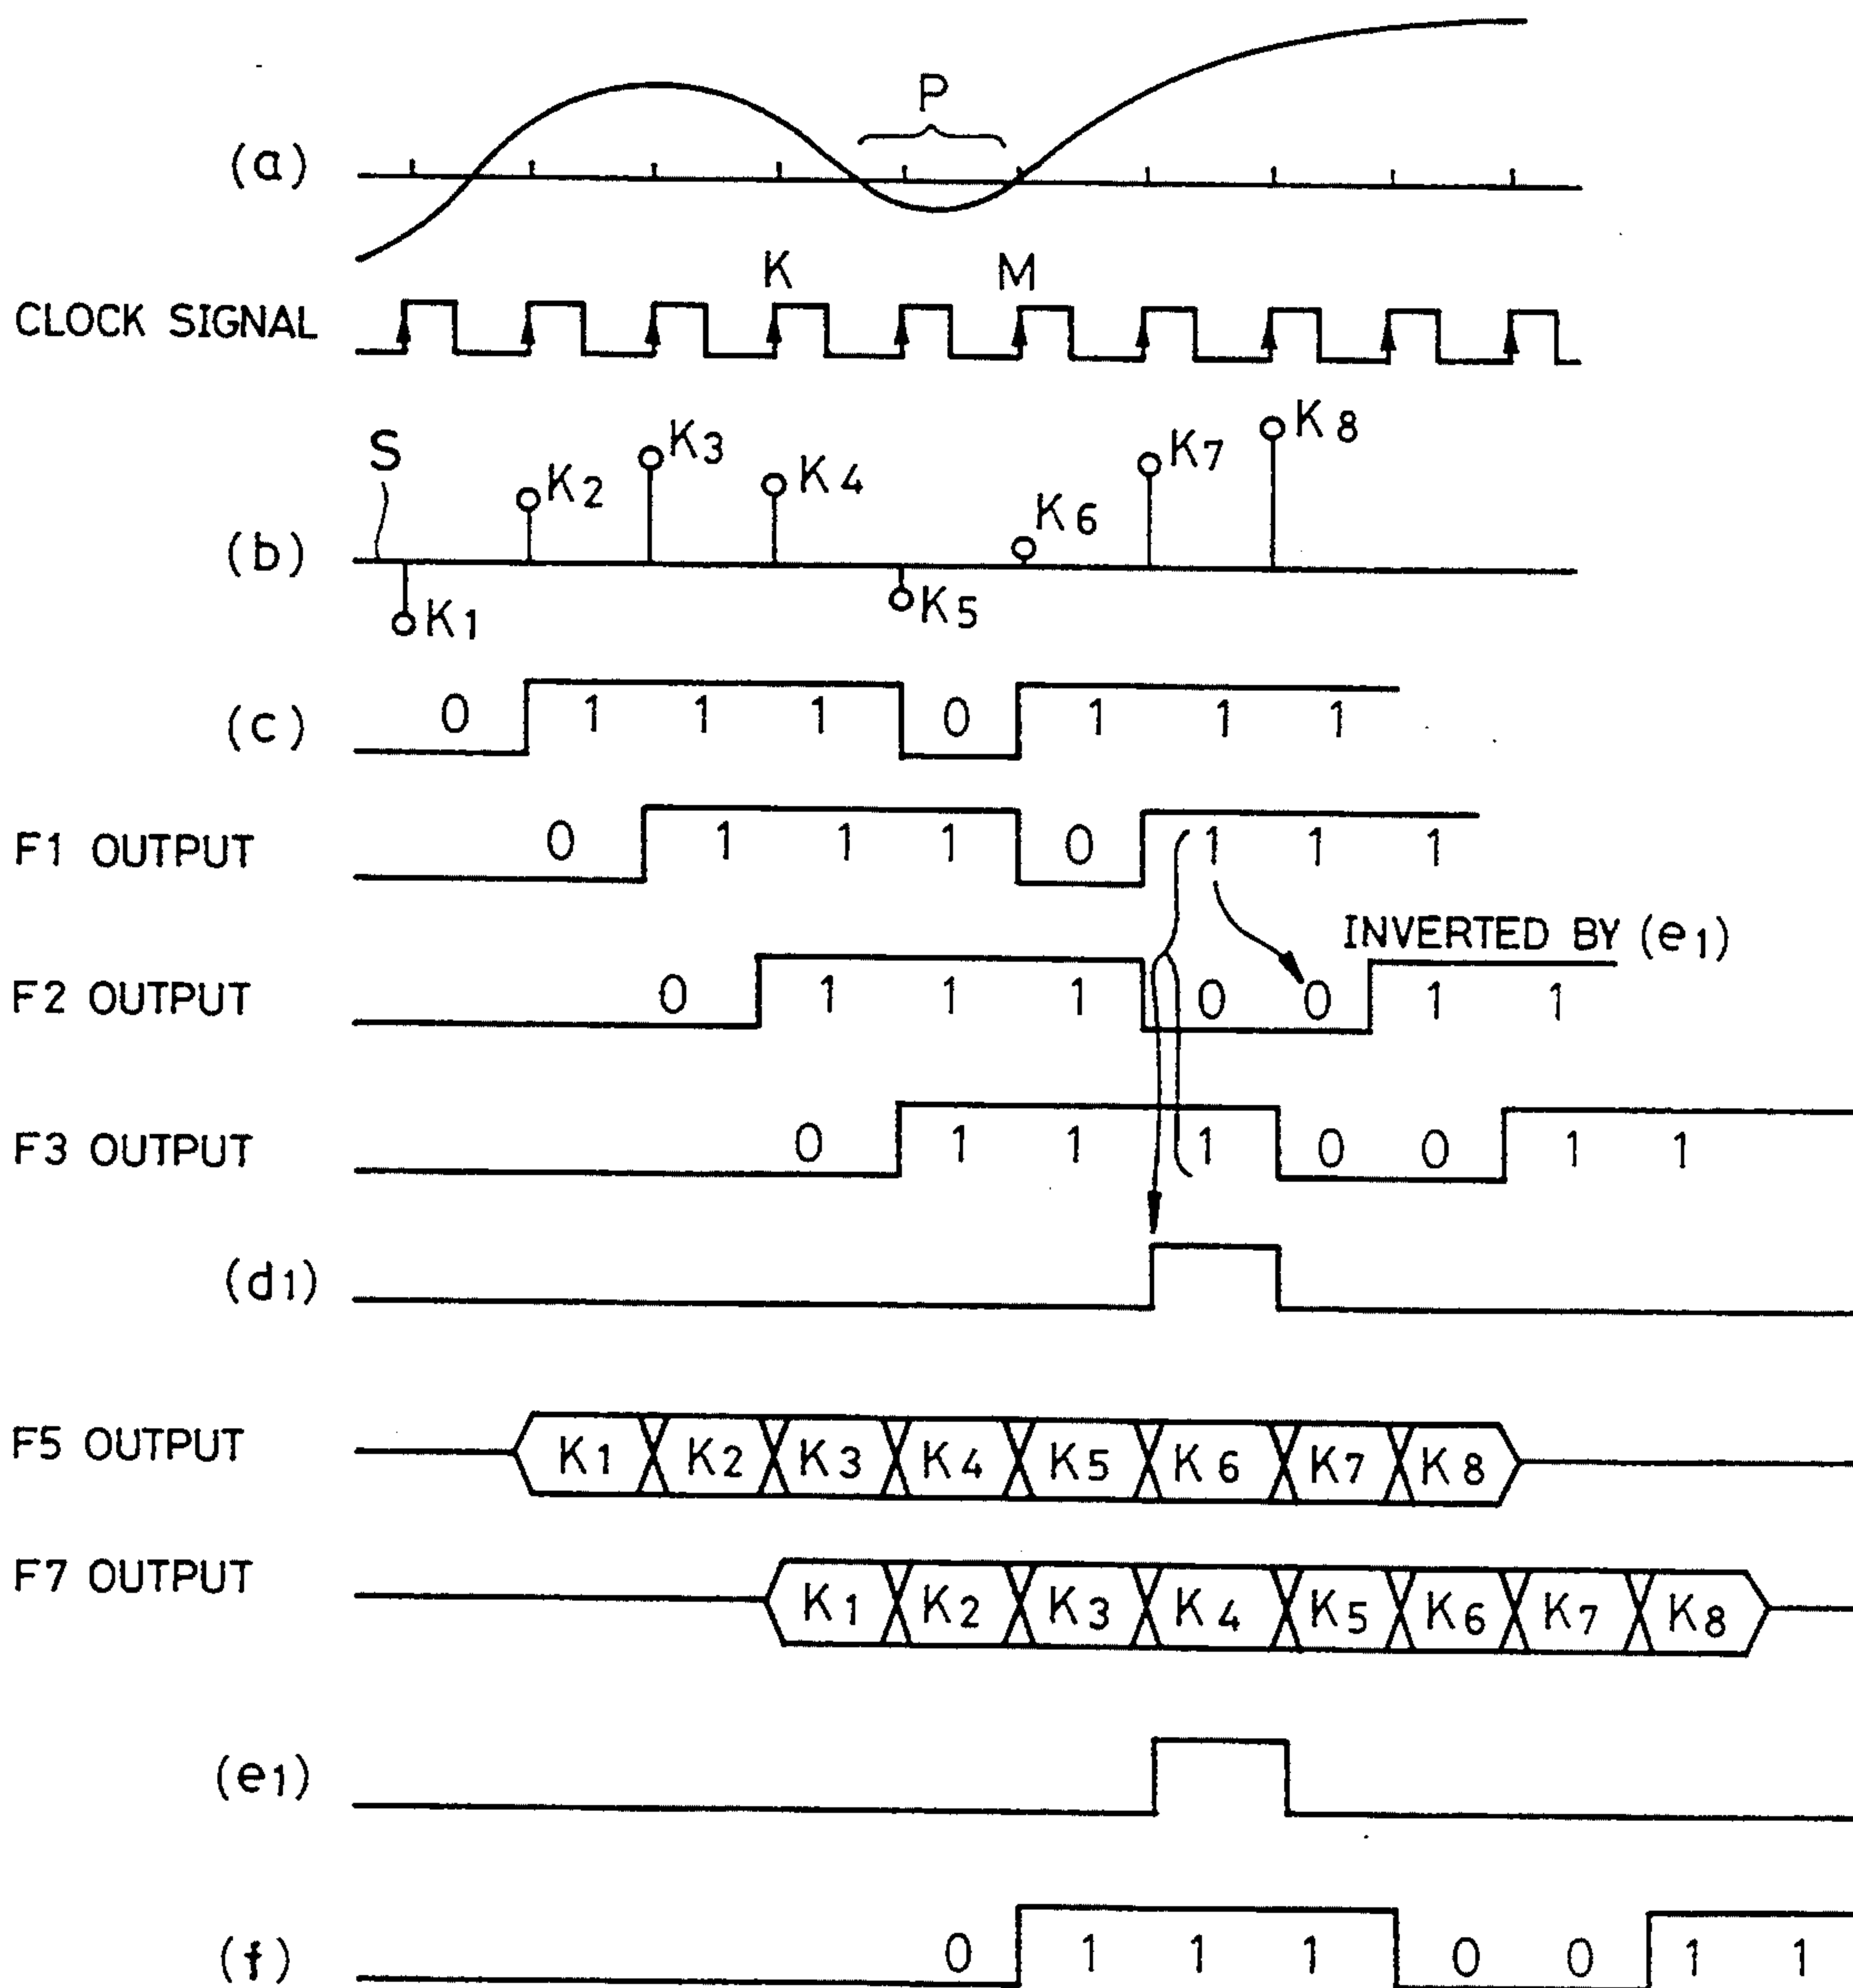 P
(a)
K M
CLOCK SIGNAL
S K2 K3 K4 K6 K7 K8
(b)
K1 K5
(c) 0 1 1 1 0 1 1 1
F1 OUTPUT 0 1 1 1 0 1 1 1
INVERTED BY (e1)
F2 OUTPUT 0 1 1 1 0 0 1 1
F3 OUTPUT 0 1 1 1 0 0 1 1
(d1)
F5 OUTPUT K1 K2 K3 K4 K5 K6 K7 K8
F7 OUTPUT K1 K2 K3 K4 K5 K6 K7 K8
(e1)
(f) 0 1 1 1 0 0 1 1